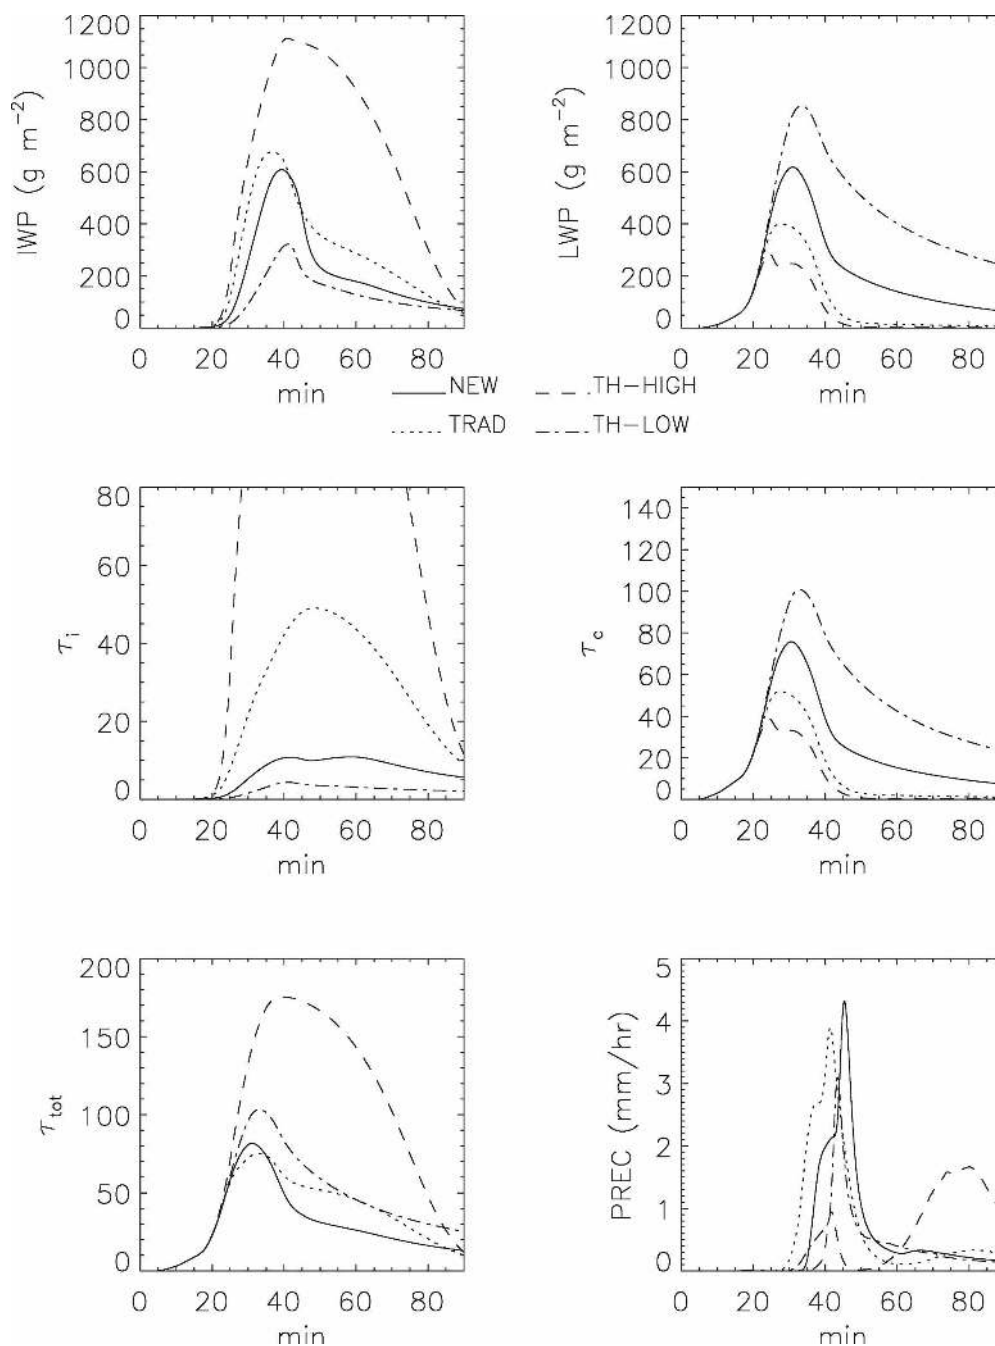 1200
1000
800
600
400
200
0
IWP (g m⁻²)
0 20 40 60 80
min
1200
1000
800
600
400
200
0
LWP (g m⁻²)
0 20 40 60 80
min
NEW
TH–HIGH
TRAD
TH–LOW
80
60
40
20
0
τi
0 20 40 60 80
min
140
120
100
80
60
40
20
0
τc
0 20 40 60 80
min
200
150
100
50
0
τtot
0 20 40 60 80
min
5
4
3
2
1
0
PREC (mm/hr)
0 20 40 60 80
min